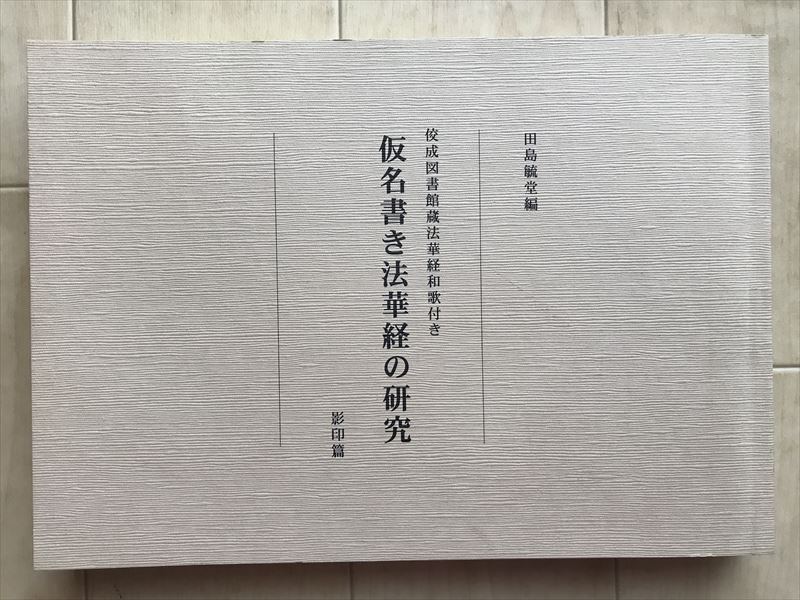 田島毓堂編
佼成図書館蔵法華経和歌付き
仮名書き法華経の研究
影印篇